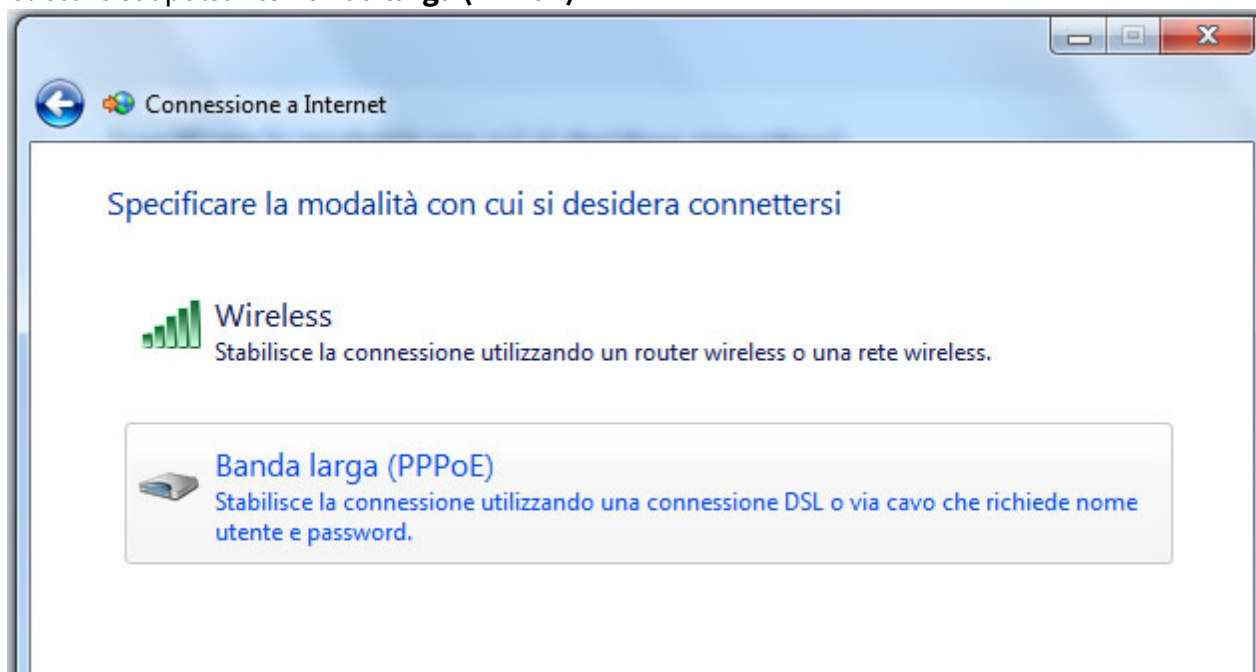 larga (PPPoE)
Connessione a Internet
Specificare la modalità con cui si desidera connettersi
Wireless
Stabilisce la connessione utilizzando un router wireless o una rete wireless.
Banda larga (PPPoE)
Stabilisce la connessione utilizzando una connessione DSL o via cavo che richiede nome
utente e password.